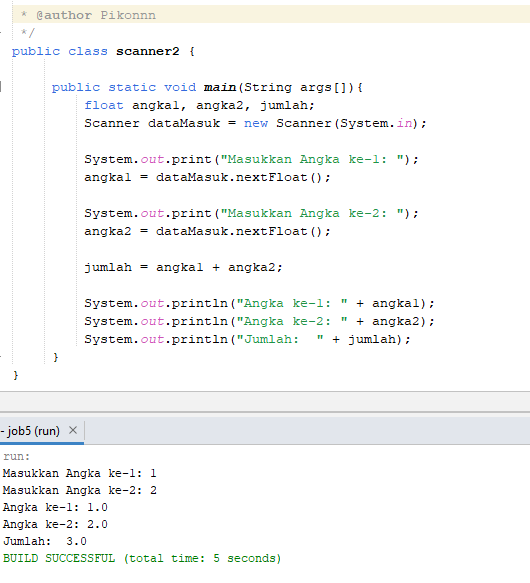 * @author Pikonnn
*/
public class scanner2 {
public static void main(String args[]){
float angka1, angka2, jumlah;
Scanner dataMasuk = new Scanner(System.in);
System.out.print("Masukkan Angka ke-1: ");
angka1 = dataMasuk.nextFloat();
System.out.print("Masukkan Angka ke-2: ");
angka2 = dataMasuk.nextFloat();
jumlah = angka1 + angka2;
System.out.println("Angka ke-1: " + angka1);
System.out.println("Angka ke-2: " + angka2);
System.out.println("Jumlah:  " + jumlah);
}
}
- job5 (run) ×
run:
Masukkan Angka ke-1: 1
Masukkan Angka ke-2: 2
Angka ke-1: 1.0
Angka ke-2: 2.0
Jumlah:  3.0
BUILD SUCCESSFUL (total time: 5 seconds)